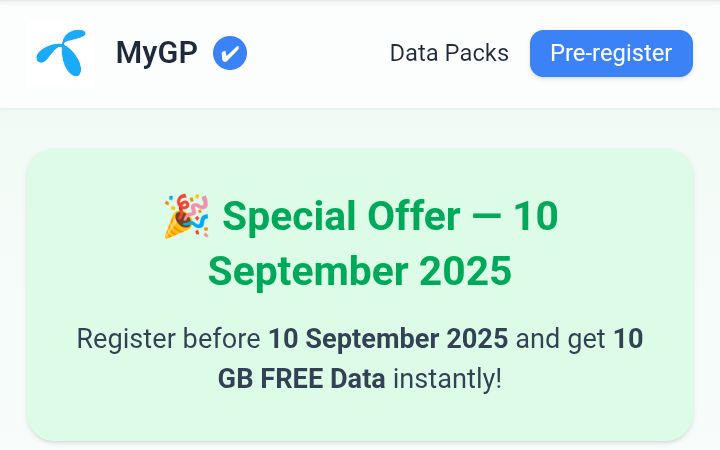 MyGP
Data Packs
Pre-register
Special Offer — 10
September 2025
Register before 10 September 2025 and get 10
GB FREE Data instantly!